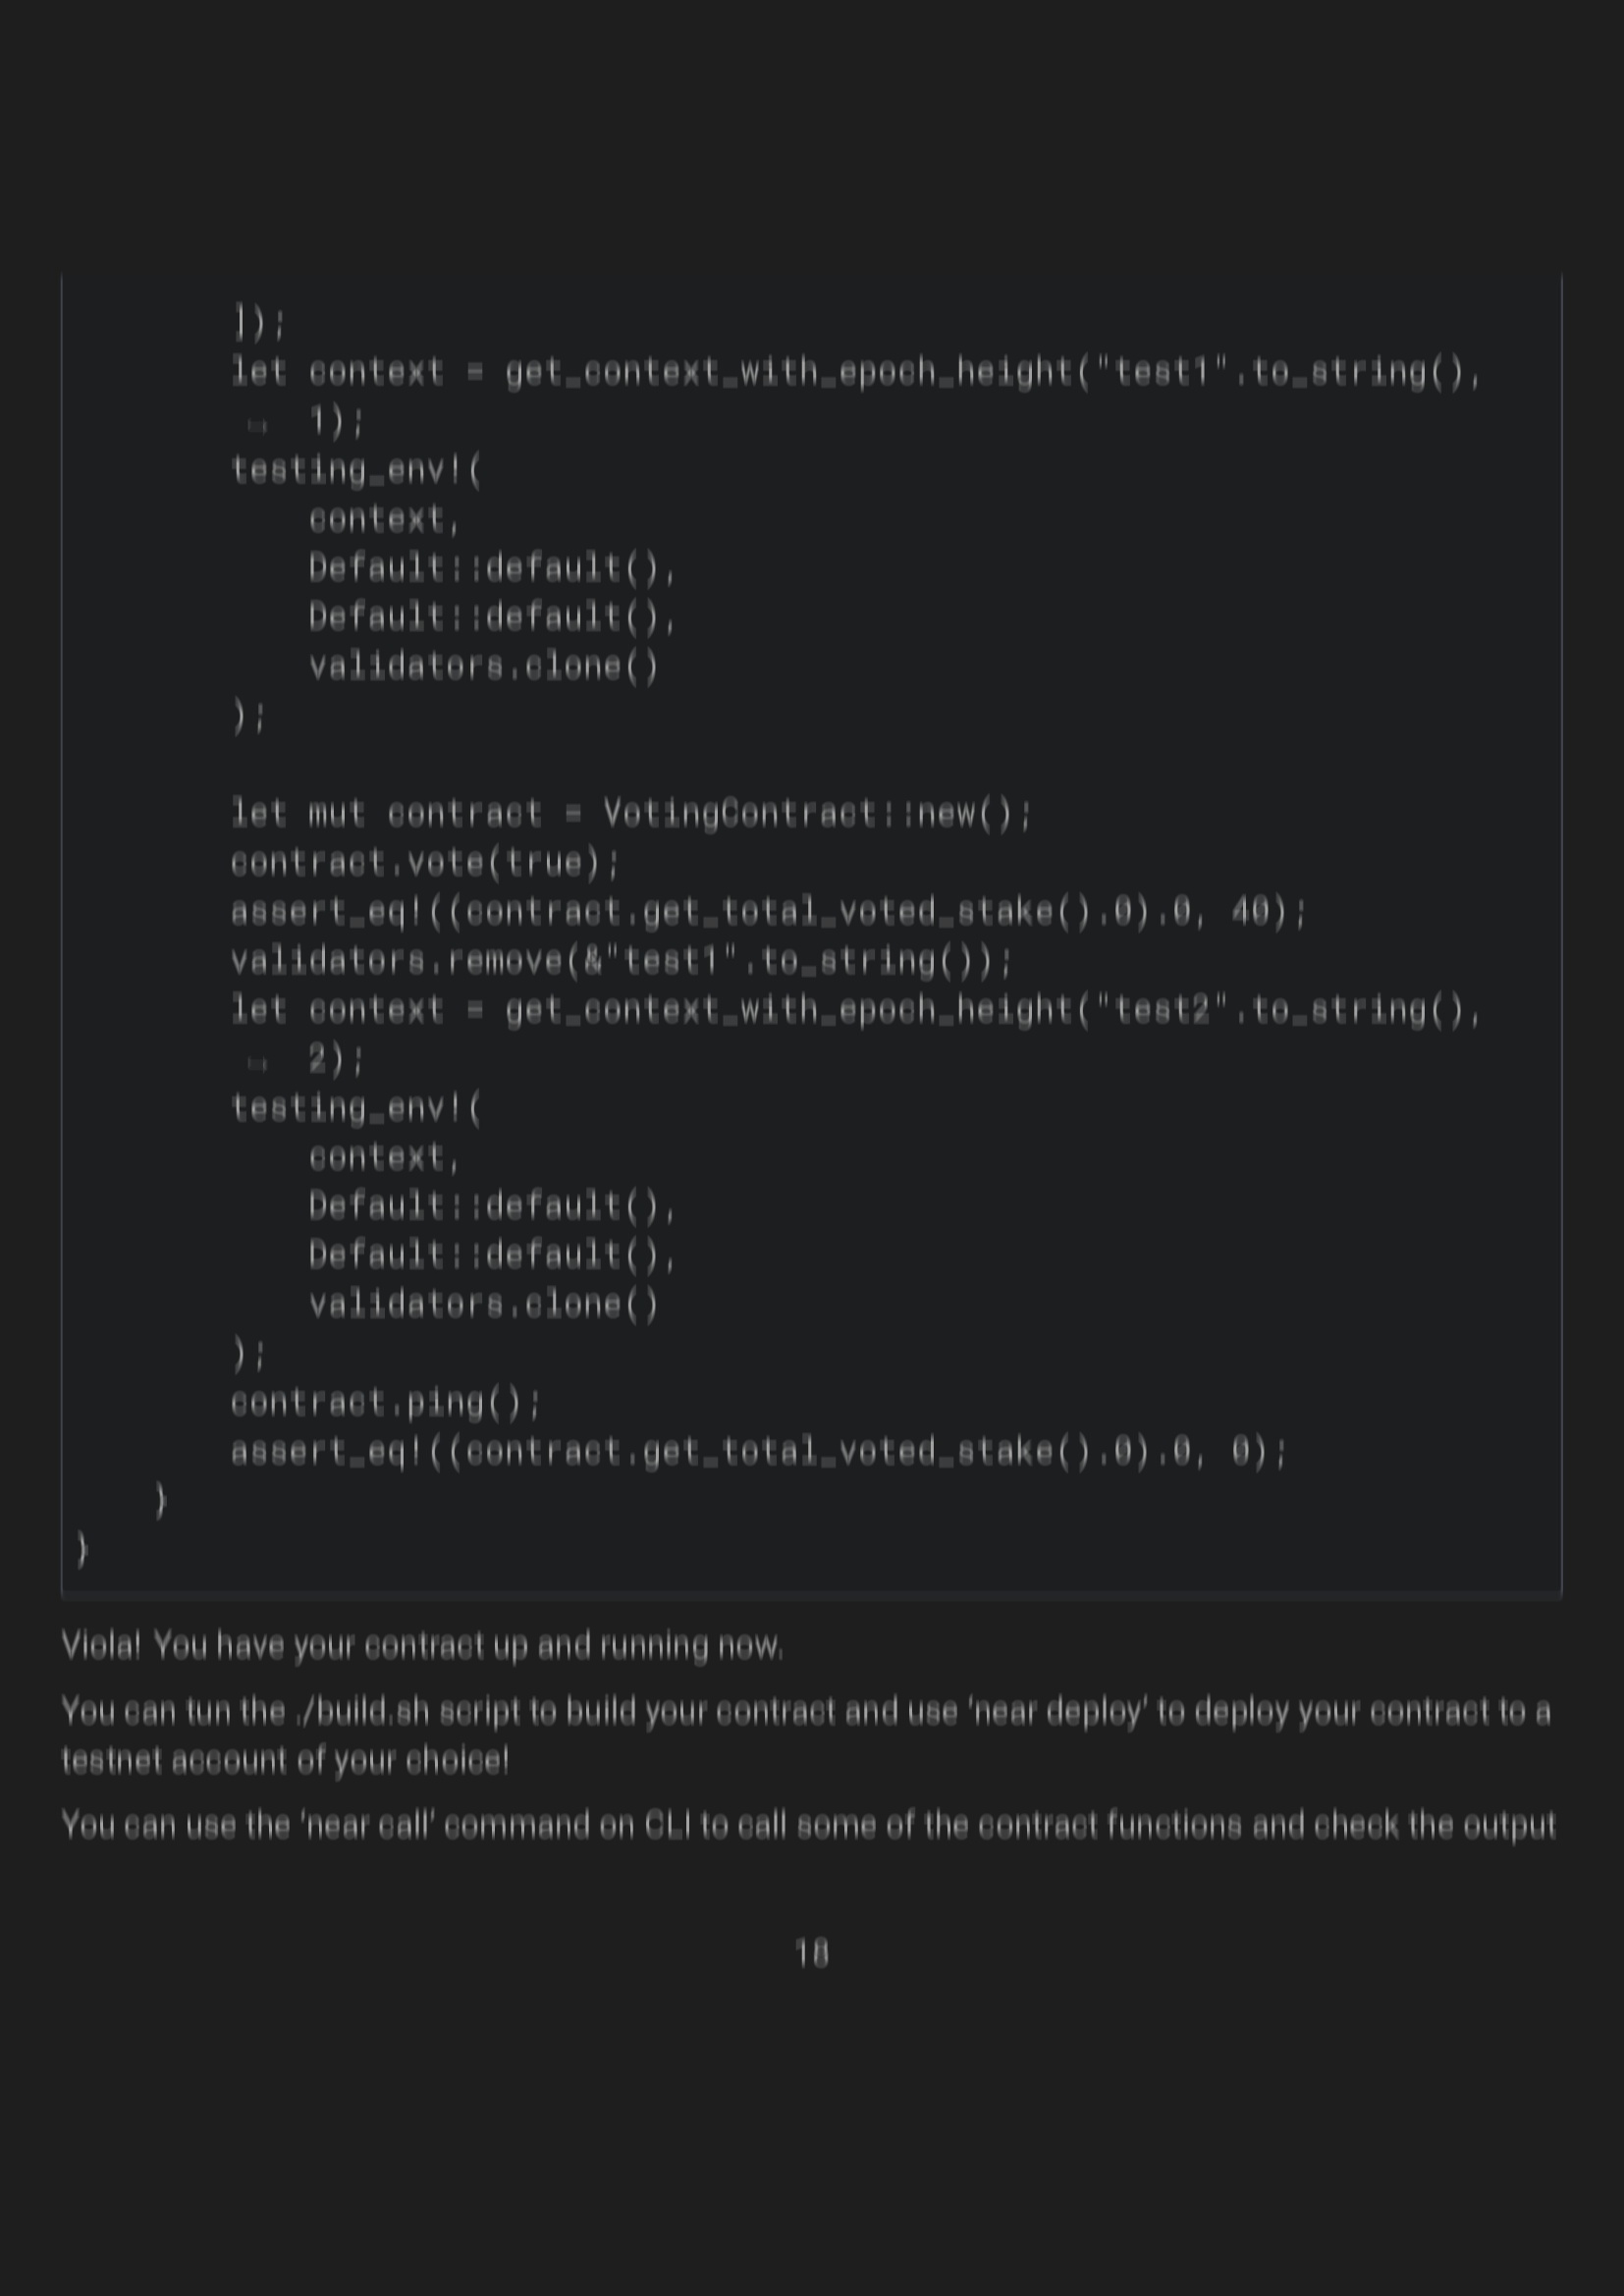 ]);
let context = get_context_with_epoch_height("test1".to_string(),
1);
testing_env!(
context,
Default::default(),
Default::default(),
validators.clone()
);
let mut contract = VotingContract::new();
contract.vote(true);
assert_eq!((contract.get_total_voted_stake().0).0, 40);
validators.remove(&"test1".to_string());
let context = get_context_with_epoch_height("test2".to_string(),
2);
testing_env!(
context,
Default::default(),
Default::default(),
validators.clone()
);
contract.ping();
assert_eq!((contract.get_total_voted_stake().0).0, 0);
}
}
Viola! You have your contract up and running now.
You can tun the ./build.sh script to build your contract and use 'near deploy' to deploy your contract to a
testnet account of your choice!
You can use the 'near call' command on CLI to call some of the contract functions and check the output
18